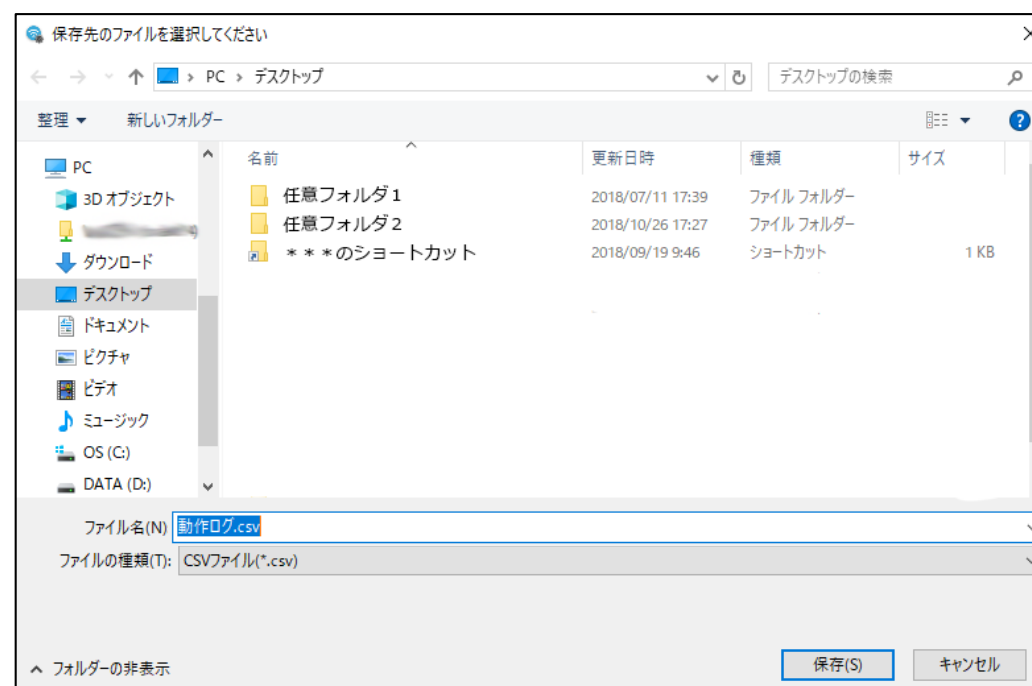 保存先のファイルを選択してください
PC › デスクトップ
デスクトップの検索
整理 新しいフォルダー
名前 更新日時 種類 サイズ
PC
3D オブジェクト
ダウンロード
デスクトップ
ドキュメント
ピクチャ
ビデオ
ミュージック
OS (C:)
DATA (D:)
任意フォルダ1 2018/07/11 17:39 ファイル フォルダー
任意フォルダ2 2018/10/26 17:27 ファイル フォルダー
***のショートカット 2018/09/19 9:46 ショートカット 1 KB
ファイル名(N) 動作ログ.csv
ファイルの種類(T): CSVファイル(*.csv)
フォルダーの非表示
保存(S) キャンセル